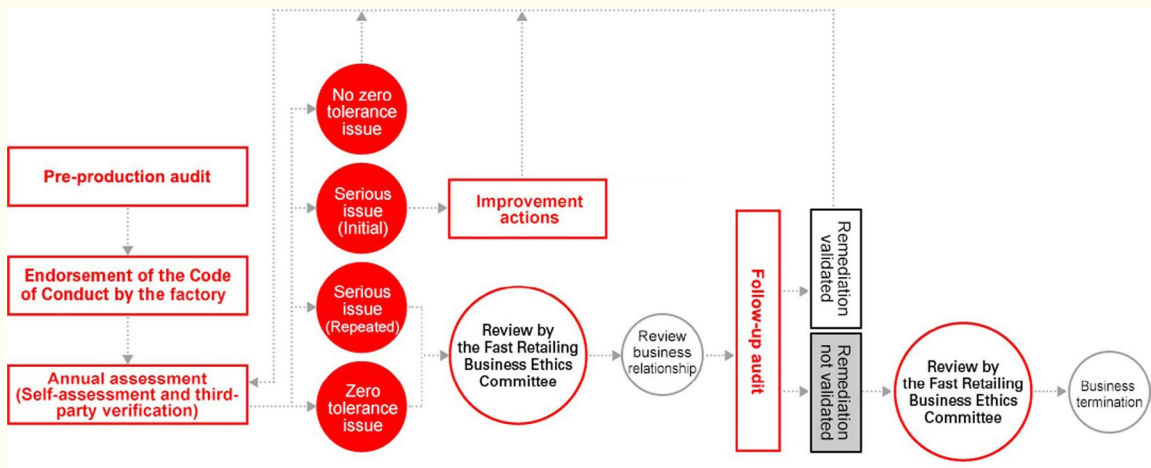 Pre-production audit
Endorsement of the Code
of Conduct by the factory
Annual assessment
(Self-assessment and third-
party verification)
No zero
tolerance
issue
Serious
issue
(Initial)
Serious
issue
(Repeated)
Zero
tolerance
issue
Improvement
actions
Review by
the Fast Retailing
Business Ethics
Committee
Review
business
relationship
Follow-up audit
Remediation
validated
Remediation
not validated
Review by
the Fast Retailing
Business Ethics
Committee
Business
termination